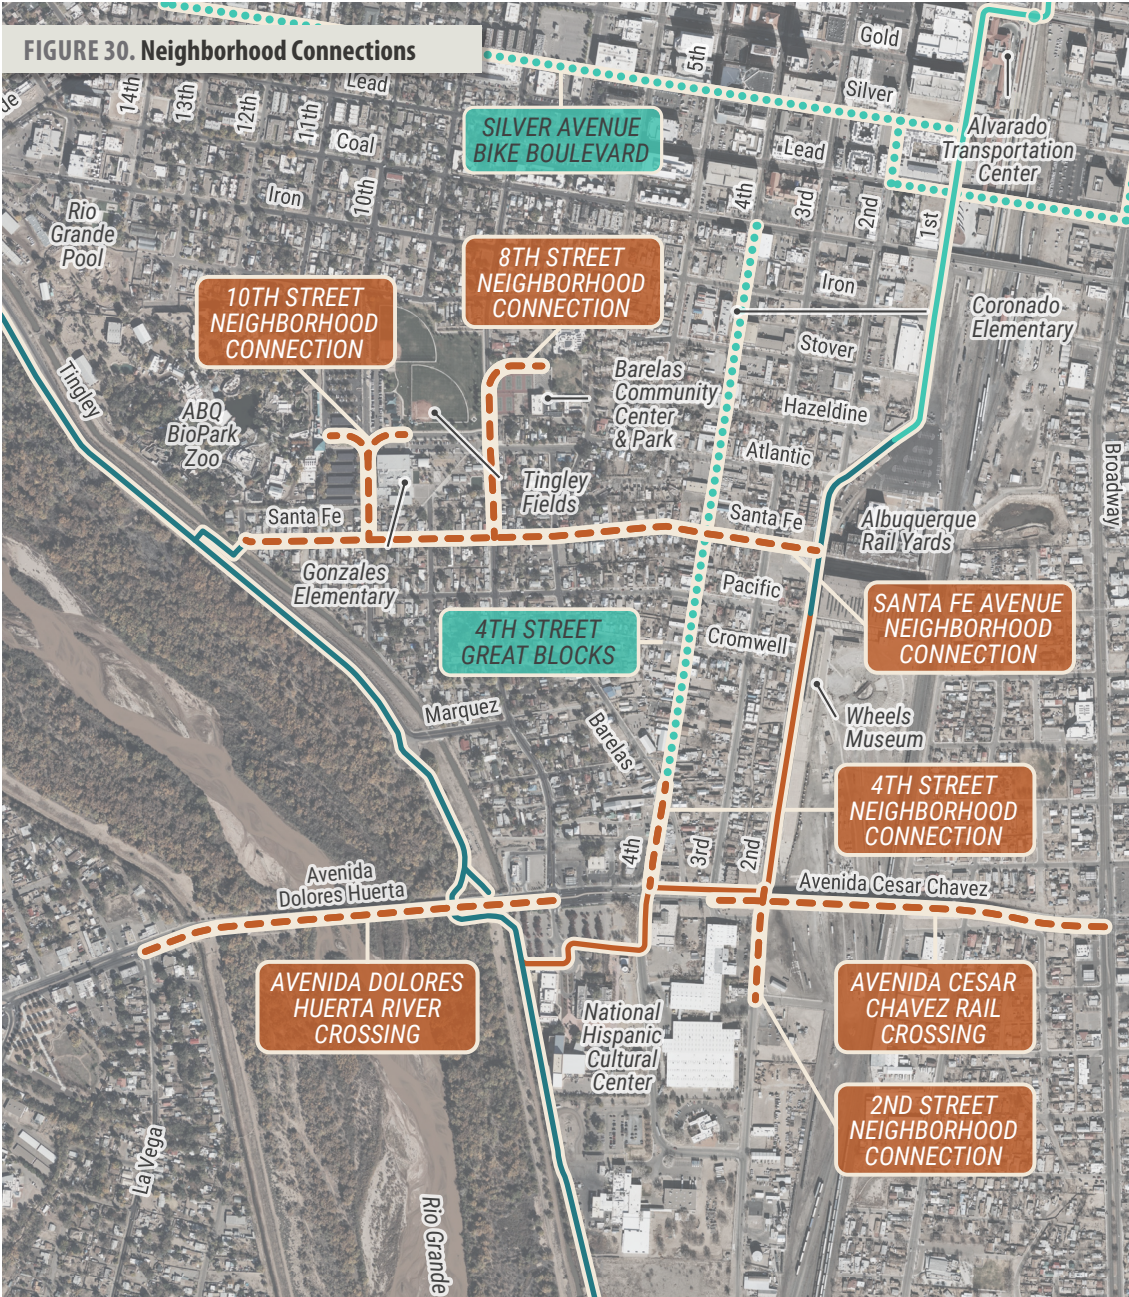 FIGURE 30. Neighborhood Connections
14th
13th
12th
11th
10th
Lead
Coal
Iron
5th
Gold
Silver
Lead
4th
3rd
2nd
1st
SILVER AVENUE
BIKE BOULEVARD
Alvarado
Transportation
Center
Rio
Grande
Pool
10TH STREET
NEIGHBORHOOD
CONNECTION
8TH STREET
NEIGHBORHOOD
CONNECTION
Iron
Stover
Hazeldine
Atlantic
Coronado
Elementary
Tingley
ABQ
BioPark
Zoo
Barelas
Community
Center
& Park
Broadway
Tingley
Fields
Santa Fe
Santa Fe
Albuquerque
Rail Yards
Gonzales
Elementary
Pacific
Cromwell
SANTA FE AVENUE
NEIGHBORHOOD
CONNECTION
4TH STREET
GREAT BLOCKS
Marquez
Barelas
Wheels
Museum
4TH STREET
NEIGHBORHOOD
CONNECTION
4th
3rd
2nd
Avenida
Dolores Huerta
Avenida Cesar Chavez
AVENIDA DOLORES
HUERTA RIVER
CROSSING
AVENIDA CESAR
CHAVEZ RAIL
CROSSING
National
Hispanic
Cultural
Center
2ND STREET
NEIGHBORHOOD
CONNECTION
La Vega
Rio Grande